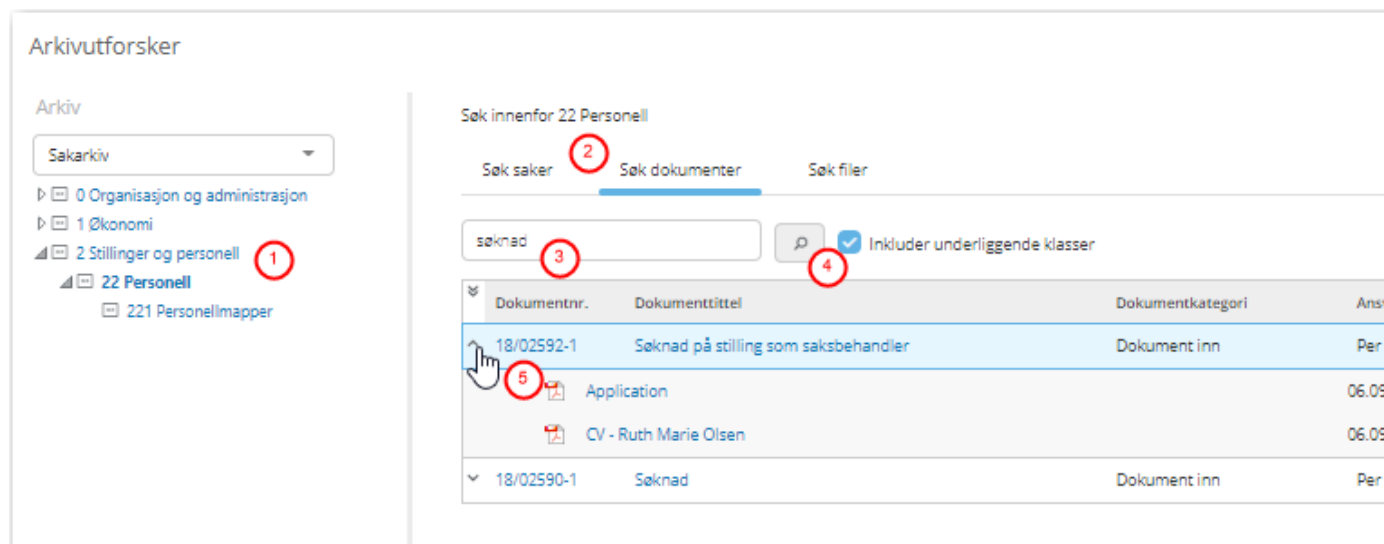 Arkivutforsker
Arkiv
Sakarkiv
0 Organisasjon og administrasjon
1 Økonomi
2 Stillinger og personell
1
22 Personell
221 Personellmapper
Søk innenfor 22 Personell
2
Søk saker Søk dokumenter Søk filer
søknad
3
Inkluder underliggende klasser
4
Dokumentnr. Dokumenttittel Dokumentkategori Ans
18/02592-1 Søknad på stilling som saksbehandler Dokument inn Per
5
Application 06.09
CV - Ruth Marie Olsen 06.09
18/02590-1 Søknad Dokument inn Per